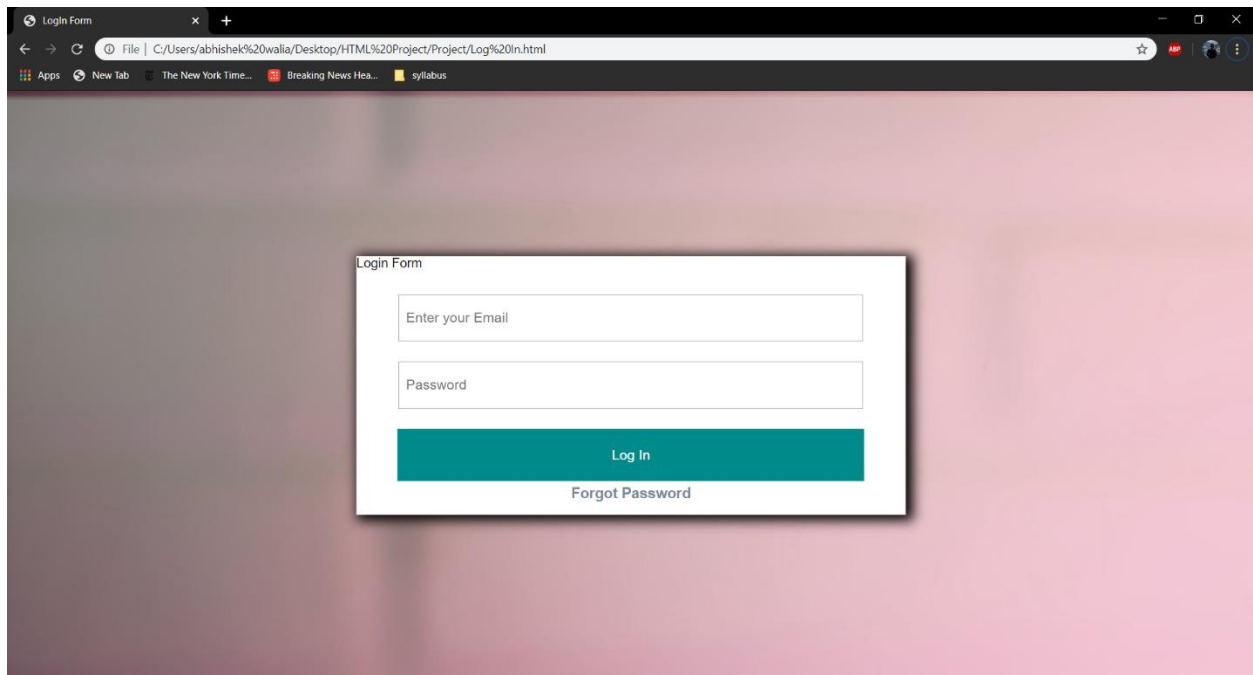 LogIn Form
File | C:/Users/abhishek%20walia/Desktop/HTML%20Project/Project/Log%20In.html
ABP
Apps New Tab The New York Time... Breaking News Hea... syllabus
Login Form
Enter your Email
Password
Log In
Forgot Password